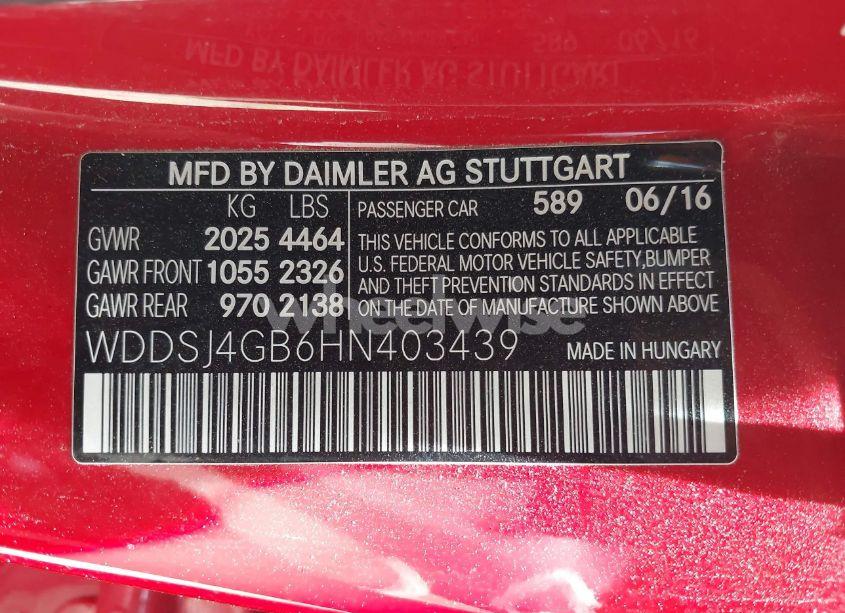 MFD BY DAIMLER AG STUTTGART
KG LBS
GVWR 2025 4464
GAWR FRONT 1055 2326
GAWR REAR 970 2138
PASSENGER CAR 589 06/16
THIS VEHICLE CONFORMS TO ALL APPLICABLE
U.S. FEDERAL MOTOR VEHICLE SAFETY,BUMPER
AND THEFT PREVENTION STANDARDS IN EFFECT
ON THE DATE OF MANUFACTURE SHOWN ABOVE
wheelwise
WDDSJ4GB6HN403439
MADE IN HUNGARY